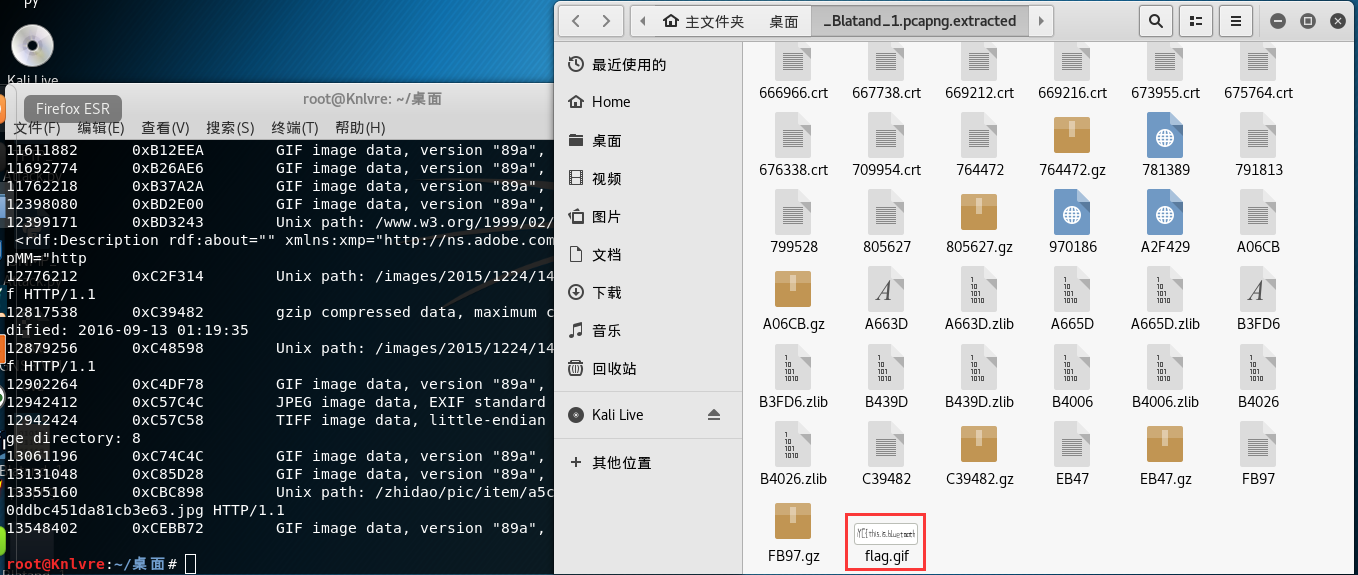 py
Kali Live
Firefox ESR
root@Knlvre: ~/桌面
文件(F) 编辑(E) 查看(V) 搜索(S) 终端(T) 帮助(H)
11611882 0xB12EEA GIF image data, version "89a",
11692774 0xB26AE6 GIF image data, version "89a",
11762218 0xB37A2A GIF image data, version "89a",
12398080 0xBD2E00 GIF image data, version "89a",
12399171 0xBD3243 Unix path: /www.w3.org/1999/02/
<rdf:Description rdf:about="" xmlns:xmp="http://ns.adobe.com
pMM="http
12776212 0xC2F314 Unix path: /images/2015/1224/14
f HTTP/1.1
12817538 0xC39482 gzip compressed data, maximum c
dified: 2016-09-13 01:19:35
12879256 0xC48598 Unix path: /images/2015/1224/14
f HTTP/1.1
12902264 0xC4DF78 GIF image data, version "89a",
12942412 0xC57C4C JPEG image data, EXIF standard
12942424 0xC57C58 TIFF image data, little-endian
ge directory: 8
13061196 0xC74C4C GIF image data, version "89a",
13131048 0xC85D28 GIF image data, version "89a",
13355160 0xCBC898 Unix path: /zhidao/pic/item/a5c
0ddbc451da81cb3e63.jpg HTTP/1.1
13548402 0xCEBB72 GIF image data, version "89a",
root@Knlvre:~/桌面#
主文件夹 桌面 _Blatand_1.pcapng.extracted
最近使用的
Home
桌面
视频
图片
文档
下载
音乐
回收站
Kali Live
其他位置
666966.crt 667738.crt 669212.crt 669216.crt 673955.crt 675764.crt
676338.crt 709954.crt 764472 764472.gz 781389 791813
799528 805627 805627.gz 970186 A2F429 A06CB
A06CB.gz A663D A663D.zlib A665D A665D.zlib B3FD6
B3FD6.zlib B439D B439D.zlib B4006 B4006.zlib B4026
B4026.zlib C39482 C39482.gz EB47 EB47.gz FB97
FB97.gz flag.gif